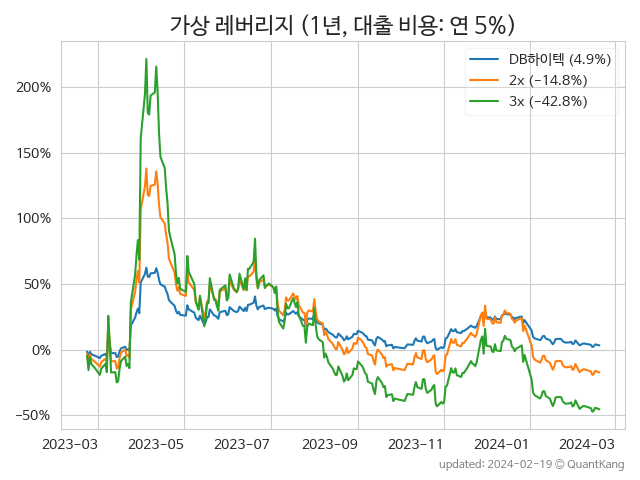 가상 레버리지 (1년, 대출 비용: 연 5%)
DB하이텍 (4.9%)
2x (−14.8%)
3x (−42.8%)
200%
150%
100%
50%
0%
−50%
2023-03 2023-05 2023-07 2023-09 2023-11 2024-01 2024-03
updated: 2024-02-19 © QuantKang